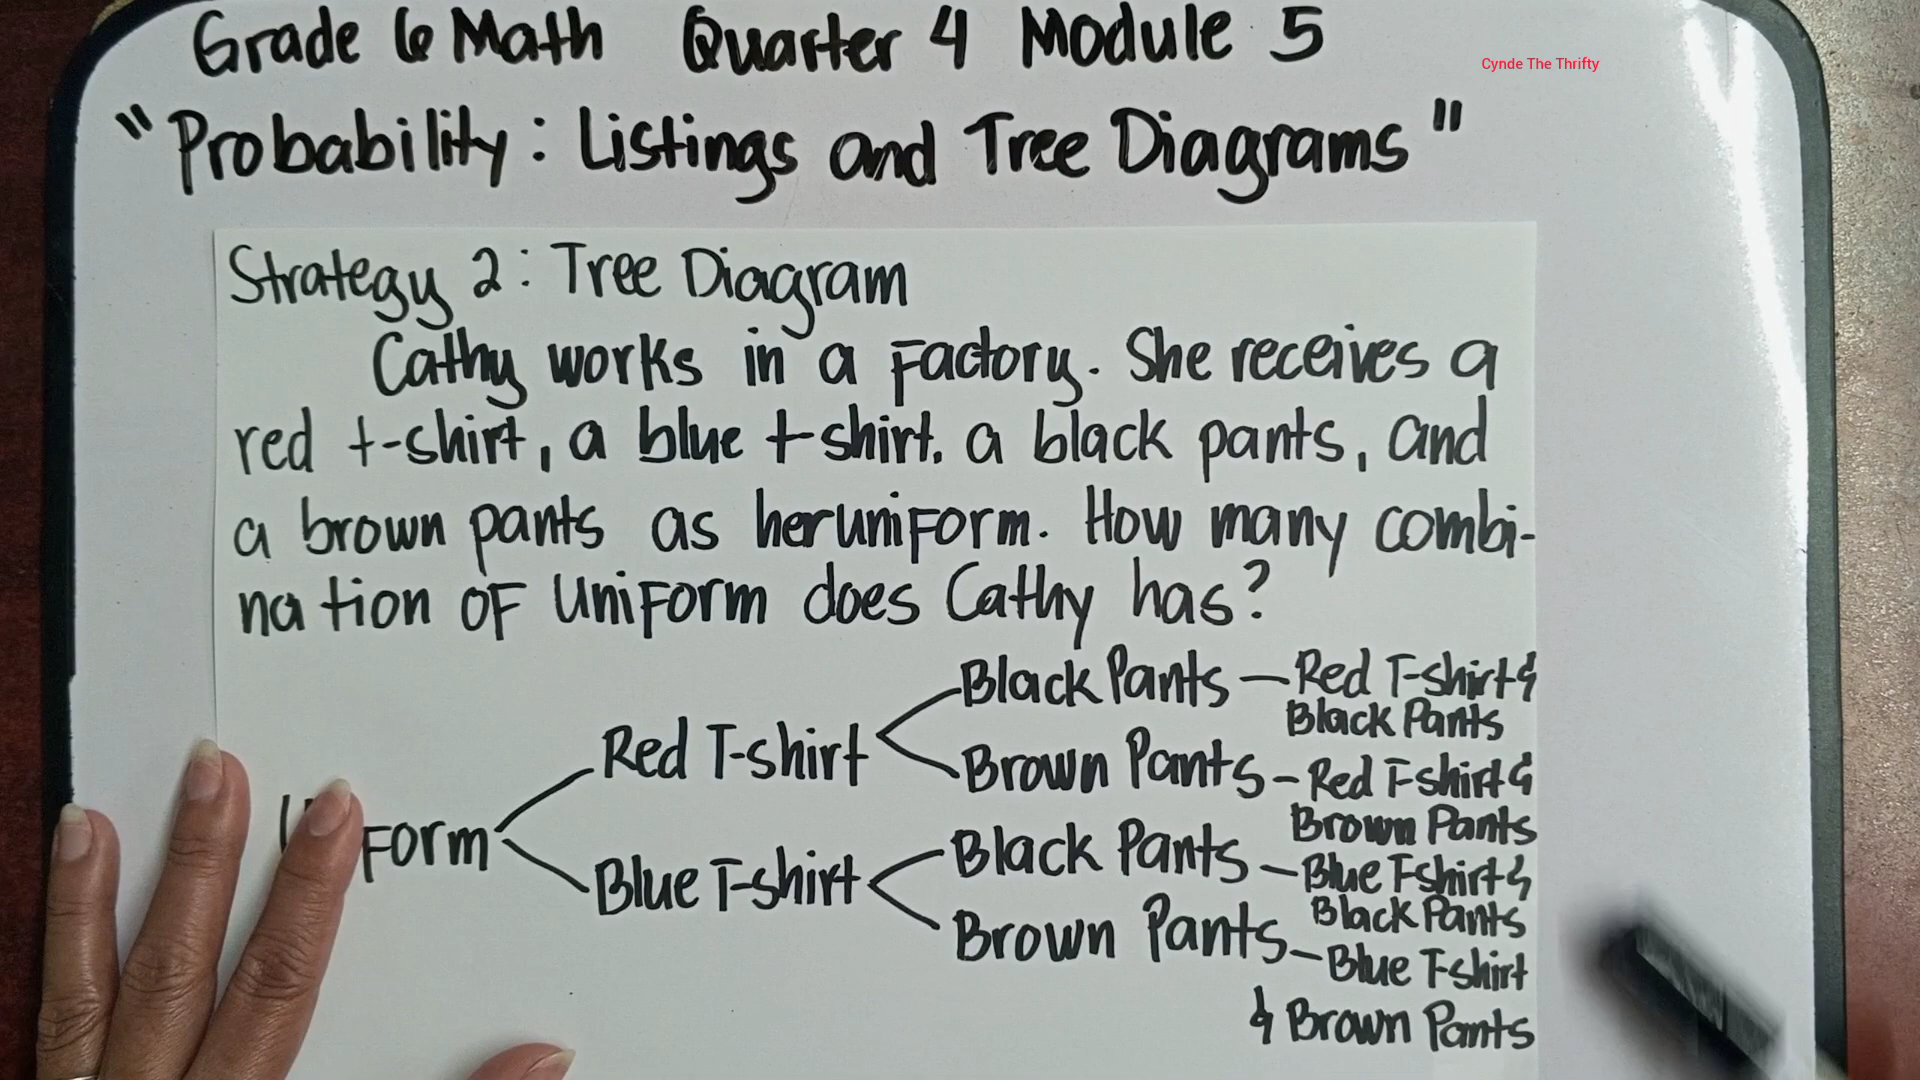 Grade 6 Math Quarter 4 Module 5
Cynde The Thrifty
"Probability: Listings and Tree Diagrams"
Strategy 2: Tree Diagram
Cathy works in a Factory. She receives a
red t-shirt, a blue t-shirt. a black pants, and
a brown pants as her uniform. How many combi-
nation of Uniform does Cathy has?
Black Pants — Red T-shirt &
Black Pants
Red T-shirt
Brown Pants - Red T-shirt &
Brown Pants
Form
Black Pants — Blue T-shirt &
Blue T-shirt
Black Pants
Brown Pants — Blue T-shirt
& Brown Pants